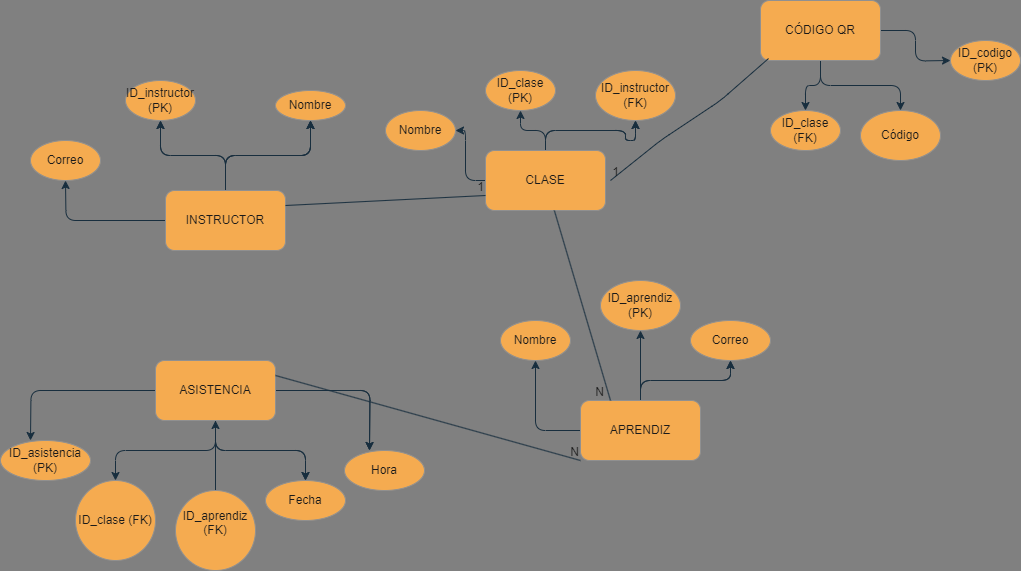 CÓDIGO QR
ID_codigo
(PK)
ID_clase
(FK)
Código
ID_instructor
(PK)
Nombre
Correo
INSTRUCTOR
Nombre
ID_clase
(PK)
ID_instructor
(FK)
CLASE
1
1
ID_aprendiz
(PK)
Nombre
Correo
N
APRENDIZ
N
ASISTENCIA
ID_asistencia
(PK)
ID_clase (FK)
ID_aprendiz
(FK)
Fecha
Hora